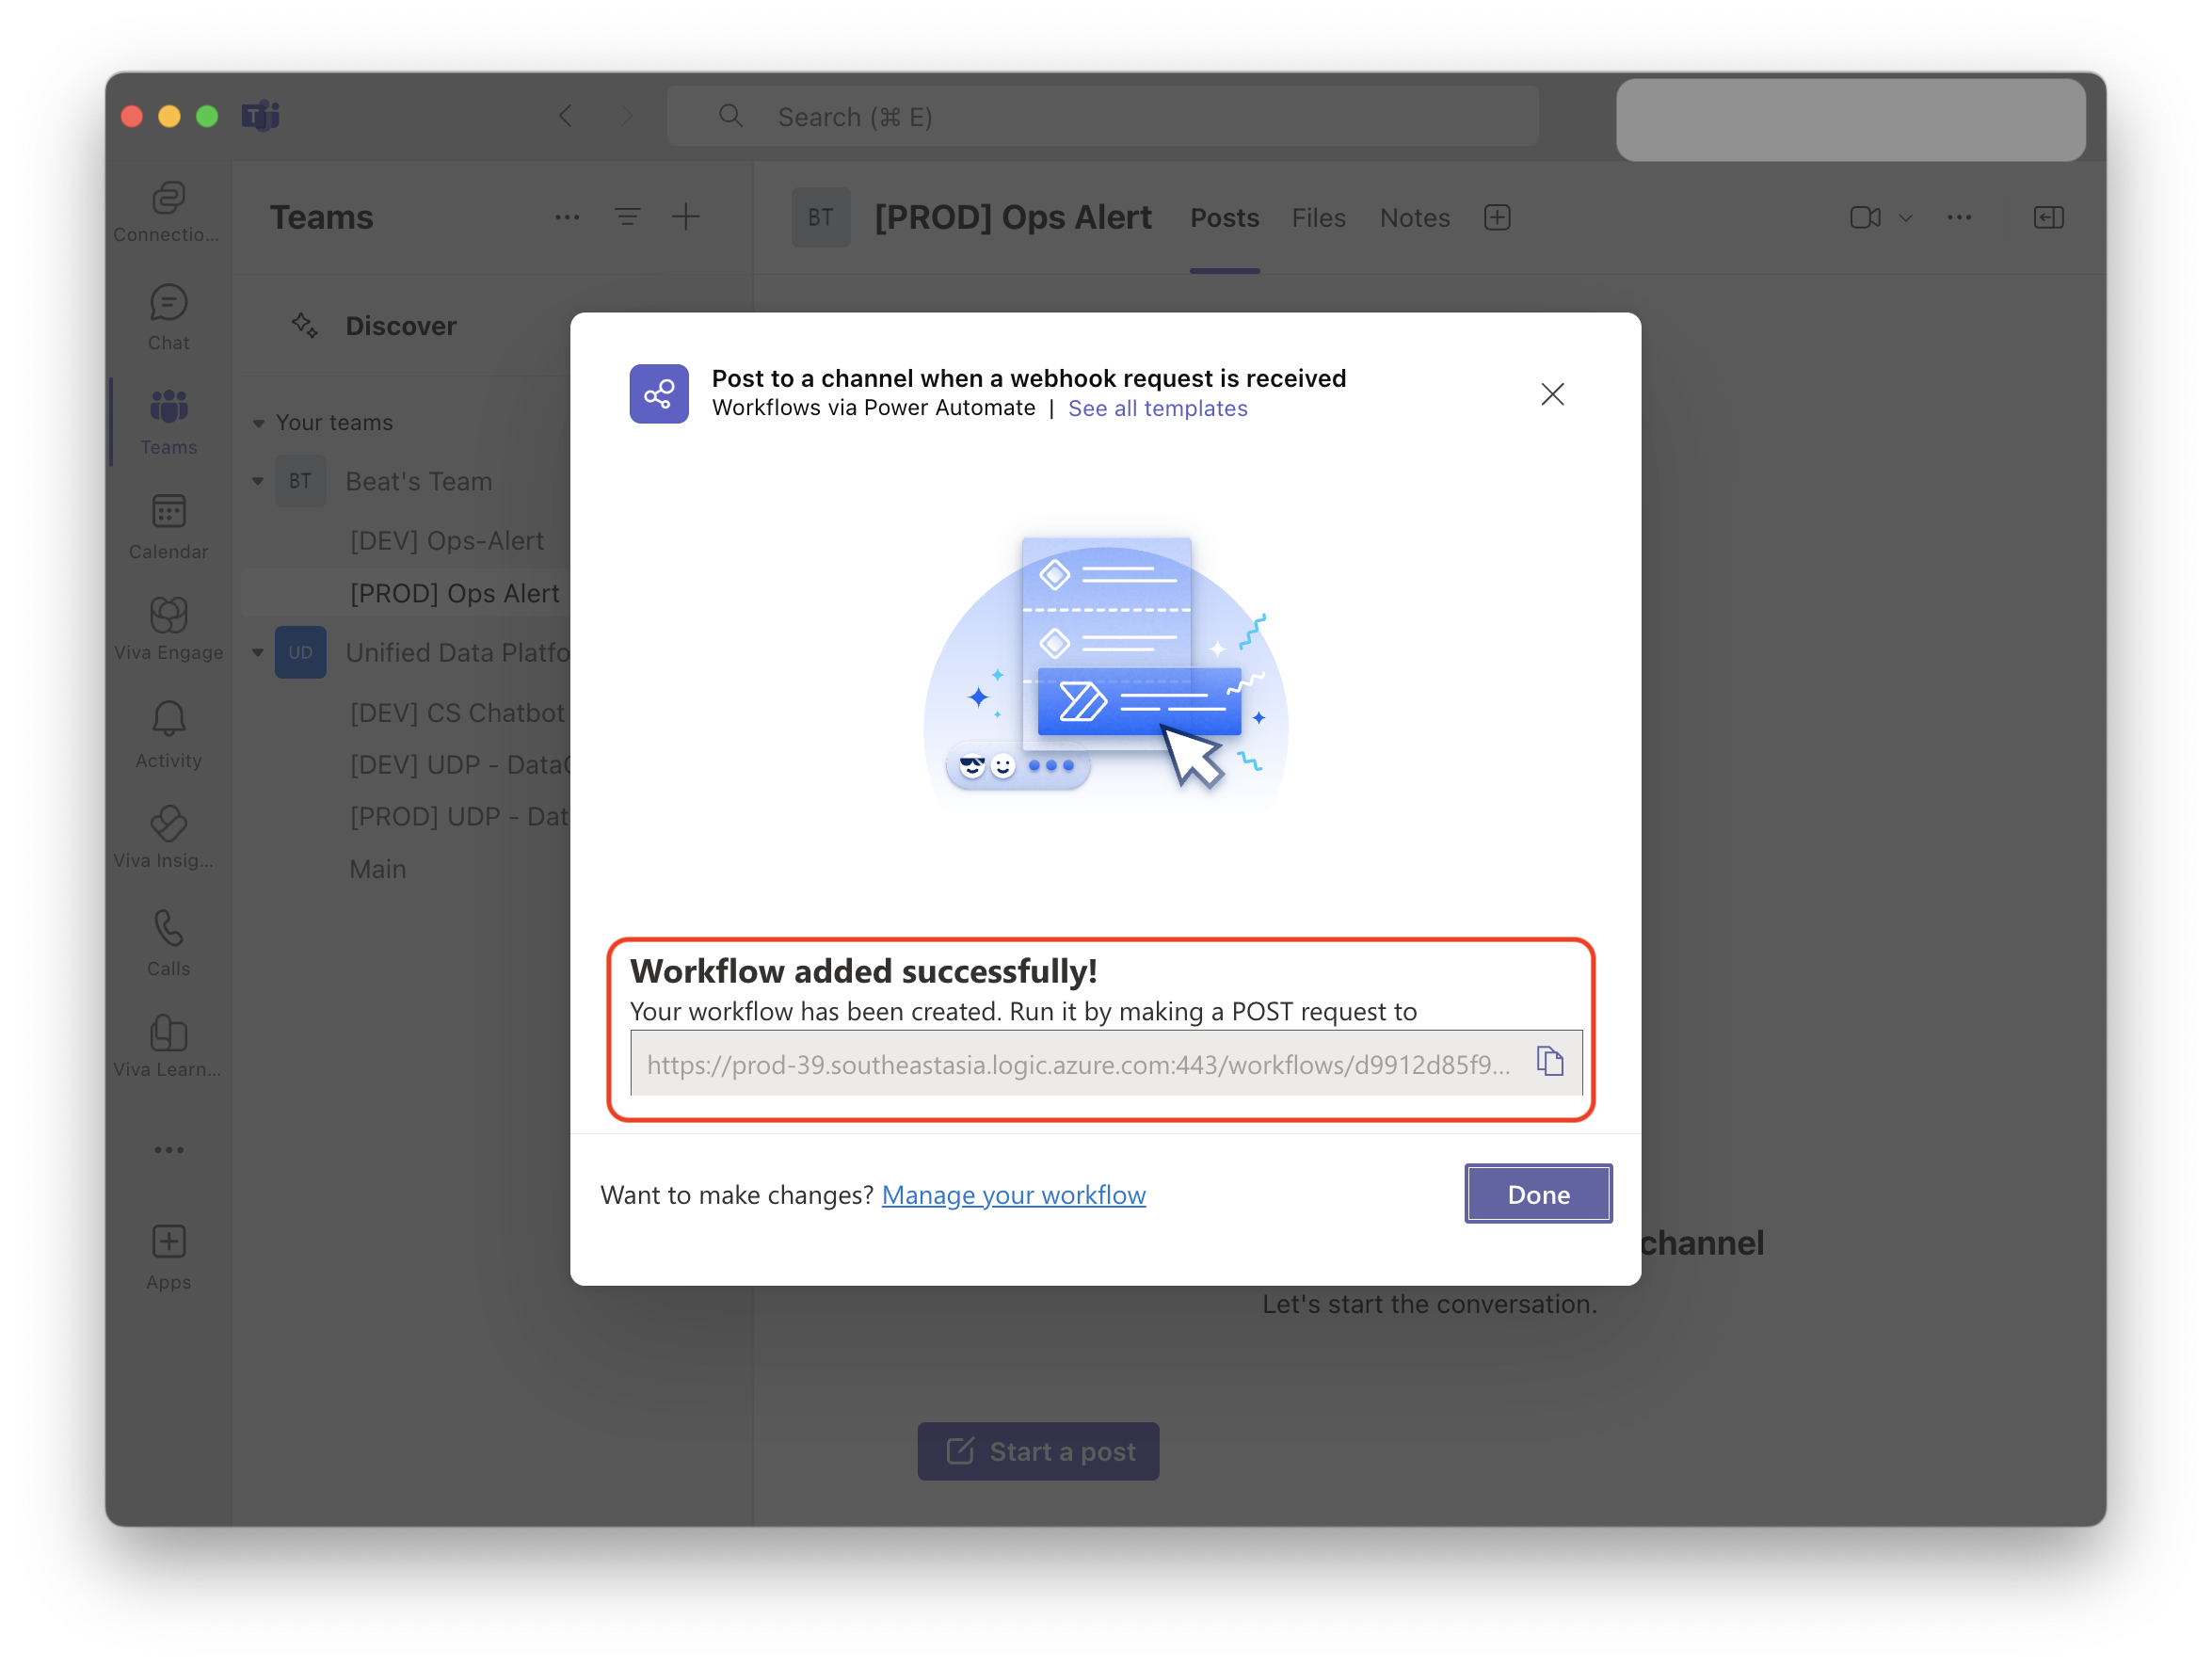 Search (⌘ E)
Connectio...
Chat
Teams
Calendar
Viva Engage
Activity
Viva Insig...
Calls
Viva Learn...
Apps
Teams
Discover
Your teams
BT Beat's Team
[DEV] Ops-Alert
[PROD] Ops Alert
UD Unified Data Platfo
[DEV] CS Chatbot
[DEV] UDP - Data
[PROD] UDP - Dat
Main
BT [PROD] Ops Alert Posts Files Notes
Post to a channel when a webhook request is received
Workflows via Power Automate | See all templates
Workflow added successfully!
Your workflow has been created. Run it by making a POST request to
https://prod-39.southeastasia.logic.azure.com:443/workflows/d9912d85f9...
Want to make changes? Manage your workflow
Done
channel
Let's start the conversation.
Start a post